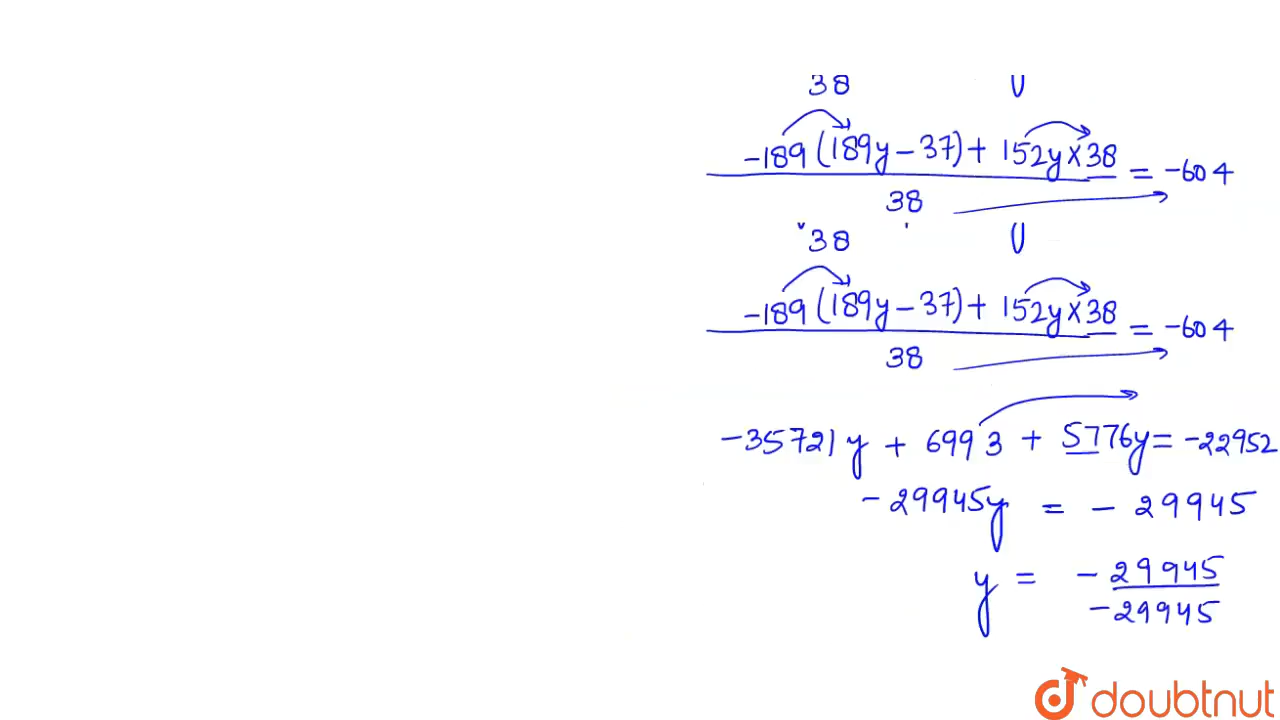 38
-189(189y-37)+152y×38 = -604
38
38
-189(189y-37)+152y×38 = -604
38
-35721y + 6993 + 5776y = -22952
-29945y = -29945
y = -29945
-29945
doubtnut